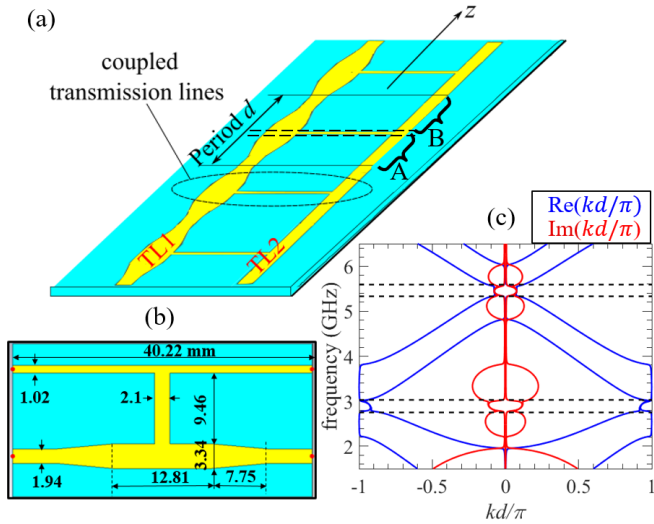 (a)
z
coupled
transmission lines
Period d
B
A
TL1
TL2
(b)
40.22 mm
1.02
2.1
9.46
3.34
1.94
12.81
7.75
(c)
Re(kd/π)
Im(kd/π)
frequency (GHz)
6
5
4
3
2
-1
-0.5
0
0.5
1
kd/π